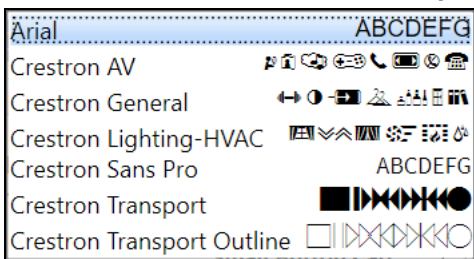 Arial ABCDEFG
Crestron AV
Crestron General
Crestron Lighting-HVAC
Crestron Sans Pro ABCDEFG
Crestron Transport
Crestron Transport Outline